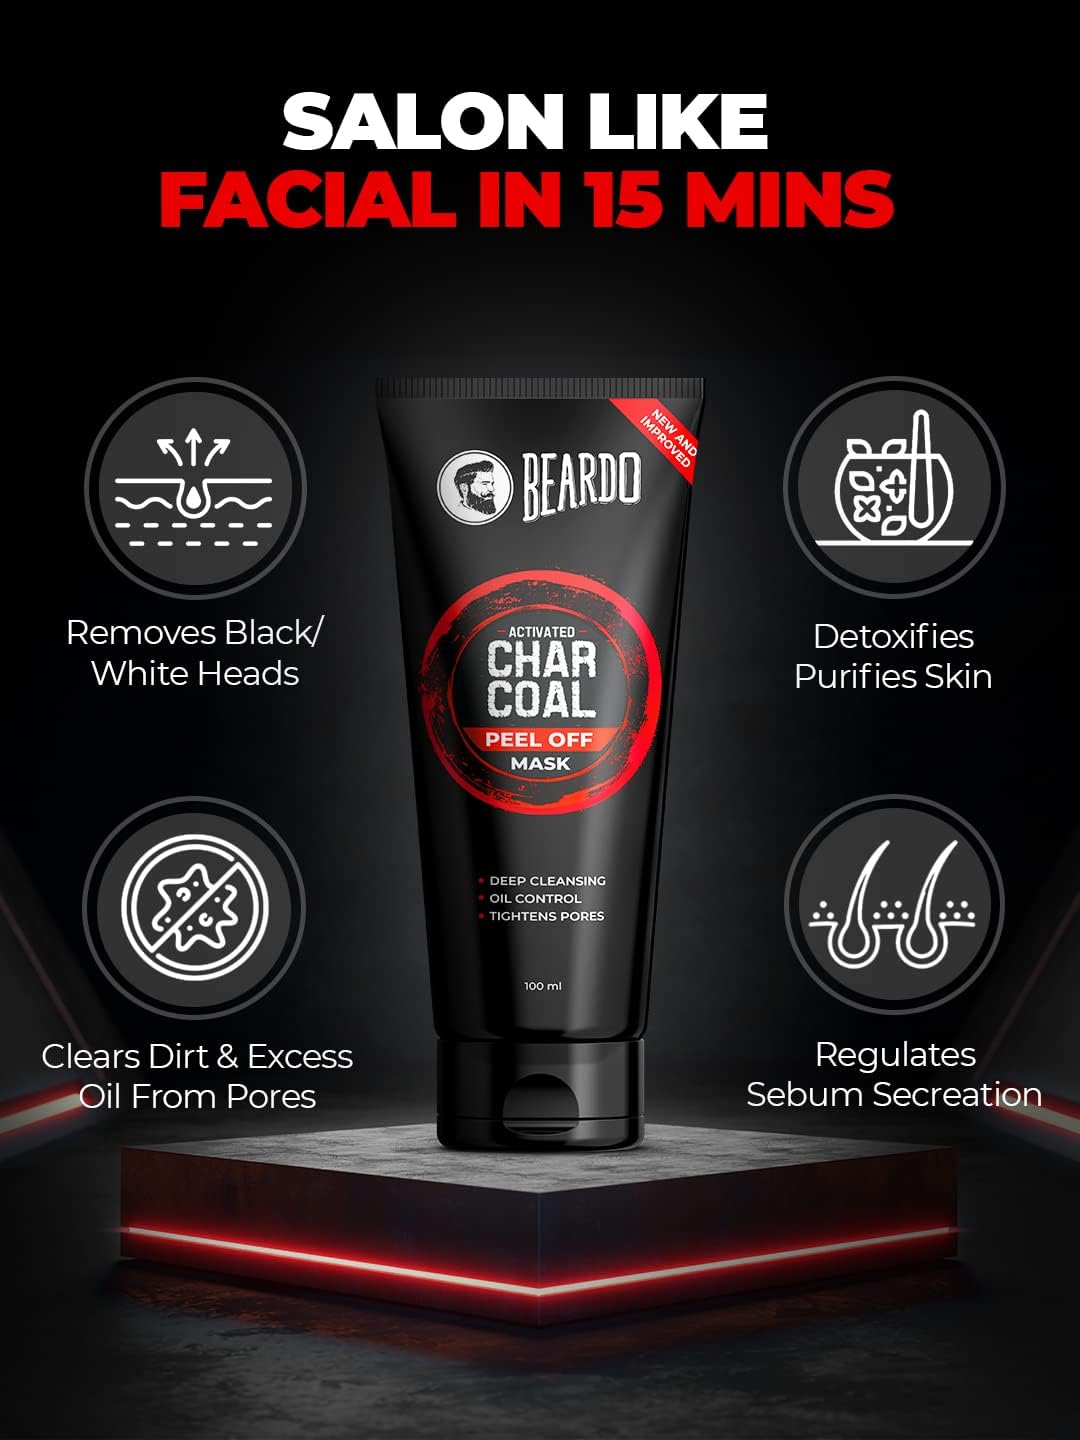 SALON LIKE
FACIAL IN 15 MINS
NEW AND
IMPROVED
BEARDO
ACTIVATED
CHAR
COAL
PEEL OFF
MASK
• DEEP CLEANSING
• OIL CONTROL
• TIGHTENS PORES
100 ml
Removes Black/
White Heads
Detoxifies
Purifies Skin
Clears Dirt & Excess
Oil From Pores
Regulates
Sebum Secreation